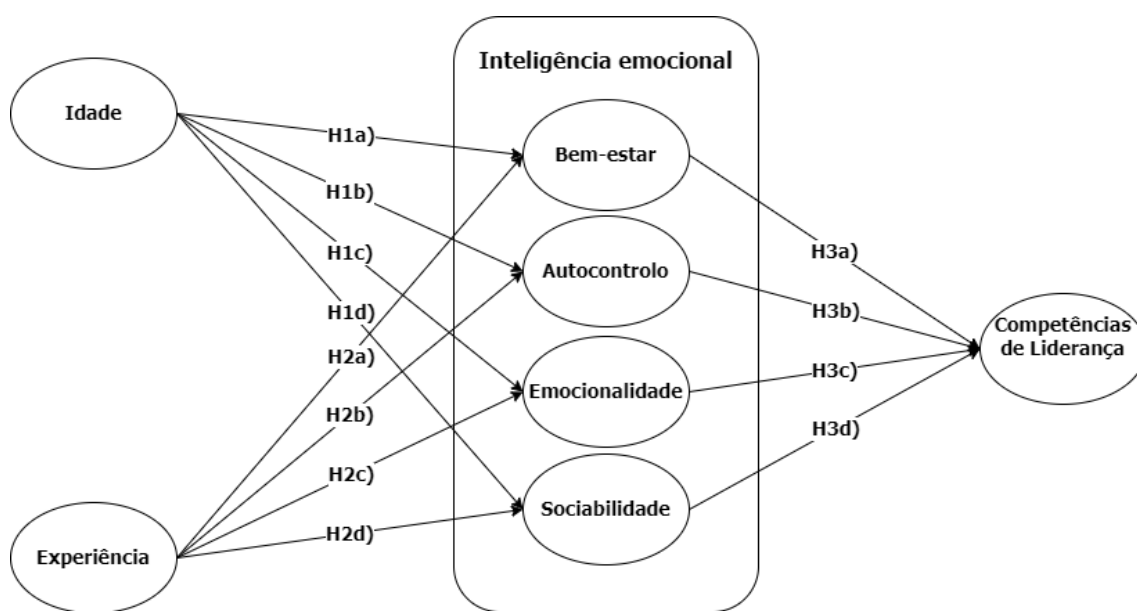 Inteligência emocional
Idade
Experiência
H1a)
H1b)
H1c)
H1d)
H2a)
H2b)
H2c)
H2d)
Bem-estar
Autocontrolo
Emocionalidade
Sociabilidade
H3a)
H3b)
H3c)
H3d)
Competências
de Liderança